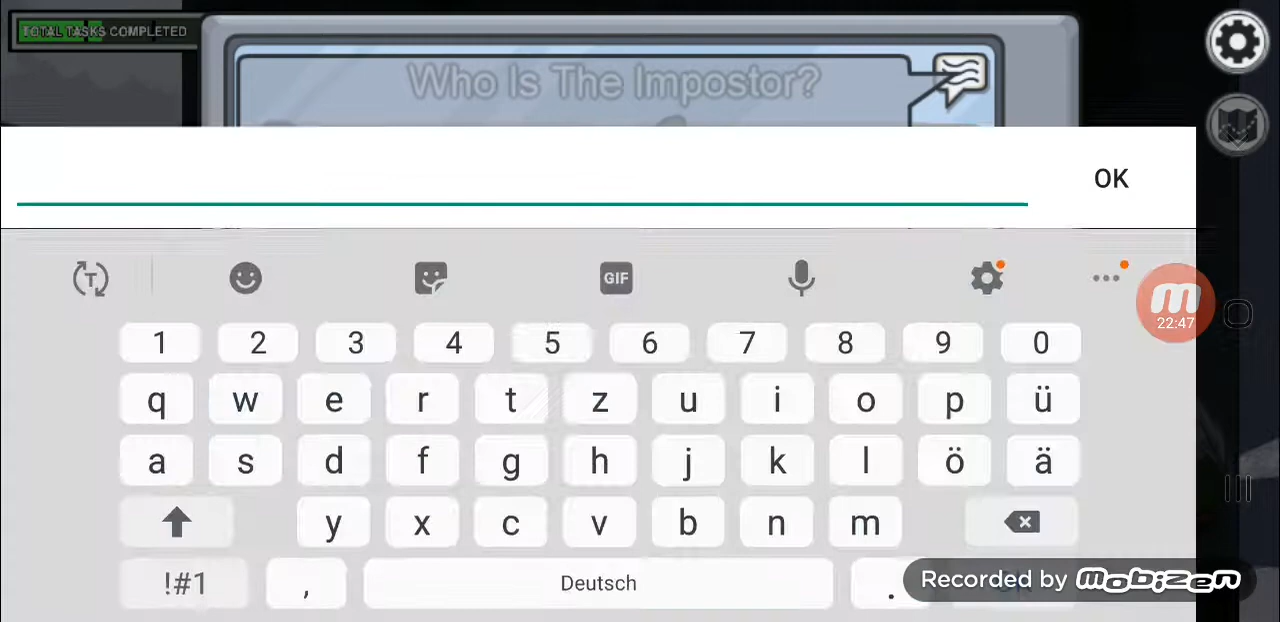 TOTAL TASKS COMPLETED
Who Is The Impostor?
OK
T
GIF
22:47
1 2 3 4 5 6 7 8 9 0
q w e r t z u i o p ü
a s d f g h j k l ö ä
y x c v b n m
!#1 , Deutsch .
Recorded by mobizen